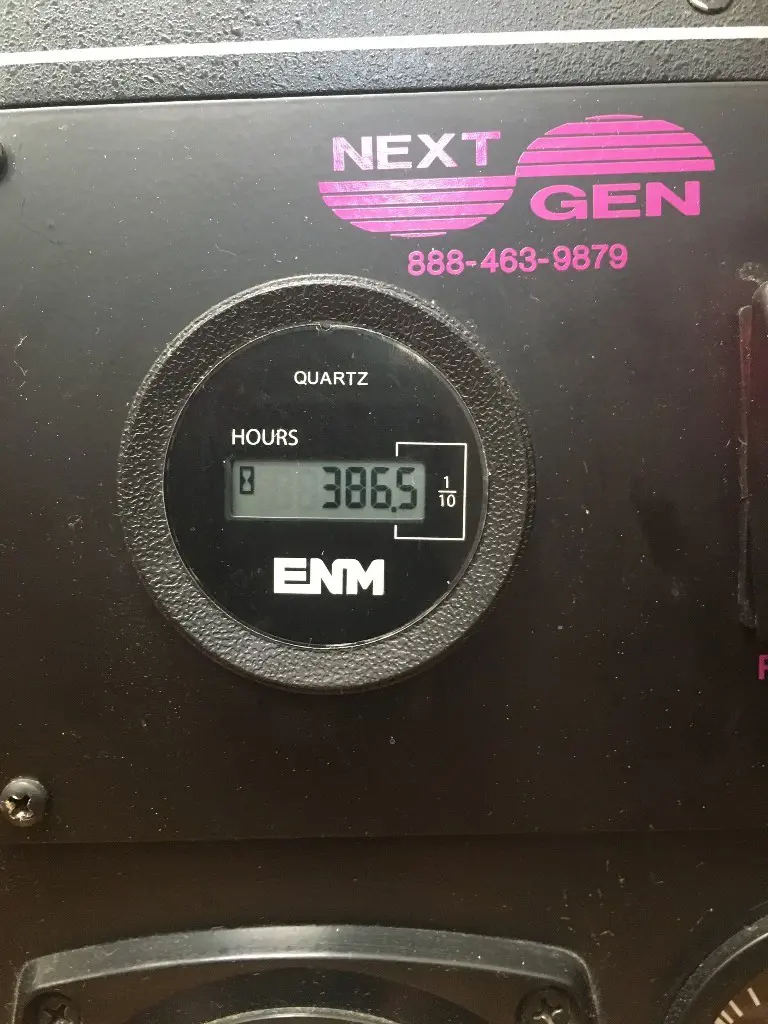 NEXT
GEN
888-463-9879
QUARTZ
HOURS
386.5
1/10
ENM